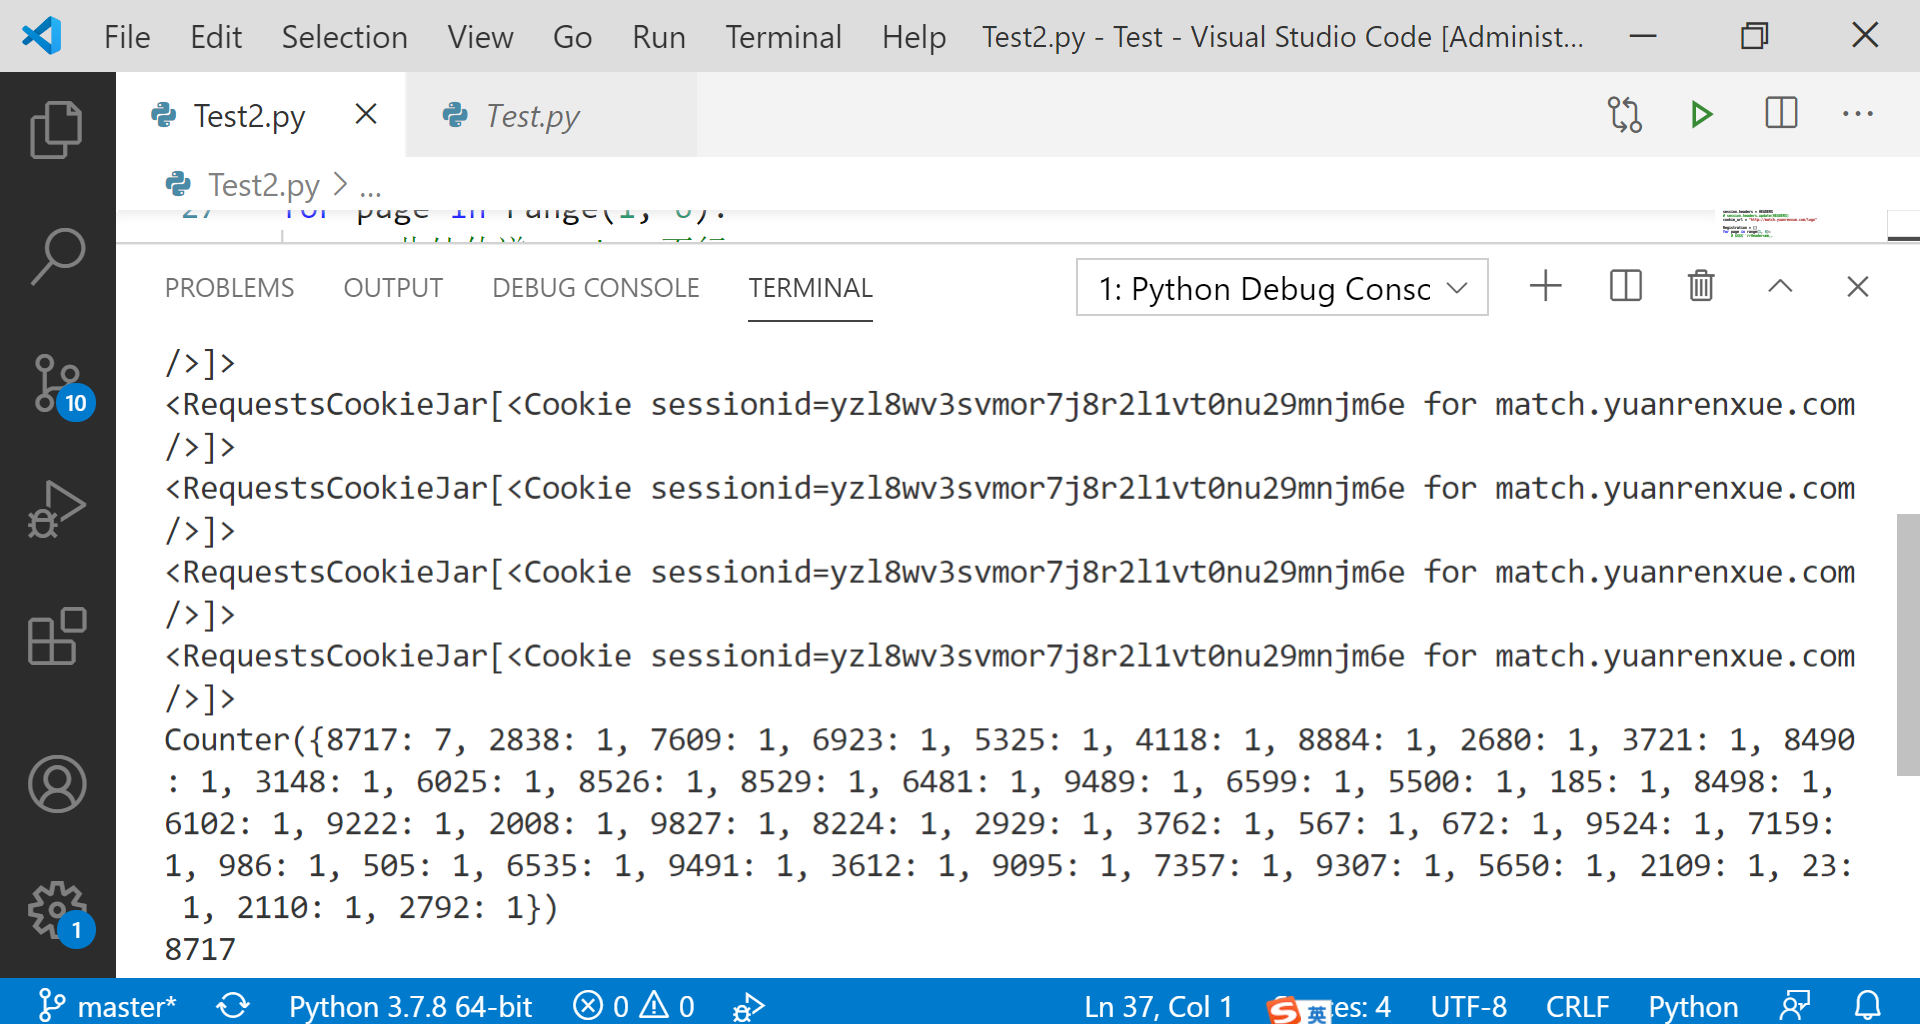 File Edit Selection View Go Run Terminal Help Test2.py - Test - Visual Studio Code [Administ...
Test2.py Test.py
Test2.py > ...
27 for page in range(1, 6):
PROBLEMS OUTPUT DEBUG CONSOLE TERMINAL 1: Python Debug Consc
/>]>
<RequestsCookieJar[<Cookie sessionid=yzl8wv3svmor7j8r2l1vt0nu29mnjm6e for match.yuanrenxue.com
/>]>
<RequestsCookieJar[<Cookie sessionid=yzl8wv3svmor7j8r2l1vt0nu29mnjm6e for match.yuanrenxue.com
/>]>
<RequestsCookieJar[<Cookie sessionid=yzl8wv3svmor7j8r2l1vt0nu29mnjm6e for match.yuanrenxue.com
/>]>
<RequestsCookieJar[<Cookie sessionid=yzl8wv3svmor7j8r2l1vt0nu29mnjm6e for match.yuanrenxue.com
/>]>
Counter({8717: 7, 2838: 1, 7609: 1, 6923: 1, 5325: 1, 4118: 1, 8884: 1, 2680: 1, 3721: 1, 8490
: 1, 3148: 1, 6025: 1, 8526: 1, 8529: 1, 6481: 1, 9489: 1, 6599: 1, 5500: 1, 185: 1, 8498: 1,
6102: 1, 9222: 1, 2008: 1, 9827: 1, 8224: 1, 2929: 1, 3762: 1, 567: 1, 672: 1, 9524: 1, 7159:
1, 986: 1, 505: 1, 6535: 1, 9491: 1, 3612: 1, 9095: 1, 7357: 1, 9307: 1, 5650: 1, 2109: 1, 23:
1, 2110: 1, 2792: 1})
8717
10
1
master* Python 3.7.8 64-bit 0 0 Ln 37, Col 1 英 es: 4 UTF-8 CRLF Python